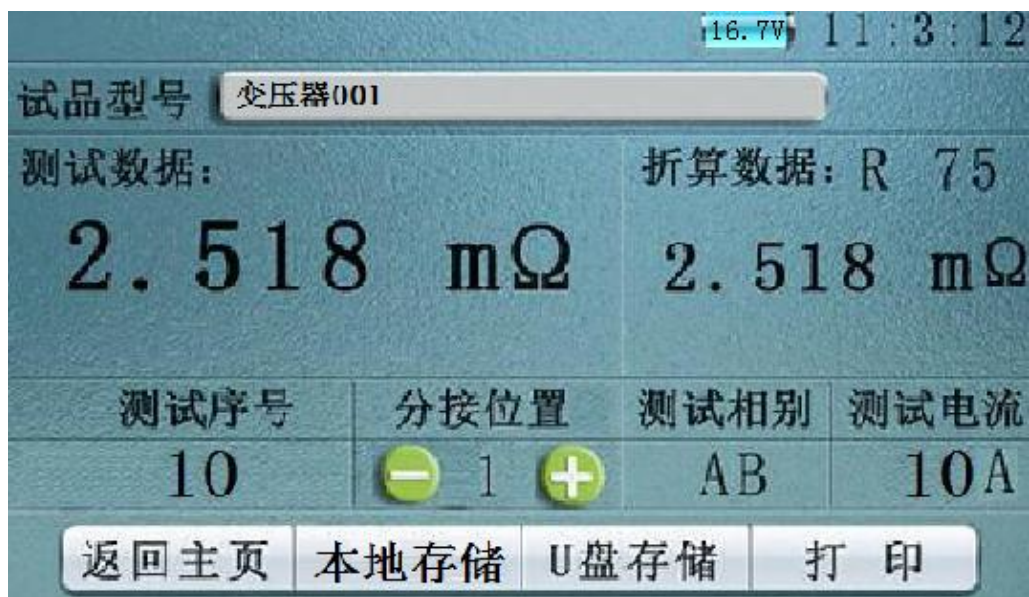 16.7V 11:3:12
试品型号 变压器001
测试数据: 折算数据: R 75
2.518 mΩ 2.518 mΩ
测试序号 分接位置 测试相别 测试电流
10 1 AB 10A
返回主页 本地存储 U盘存储 打 印